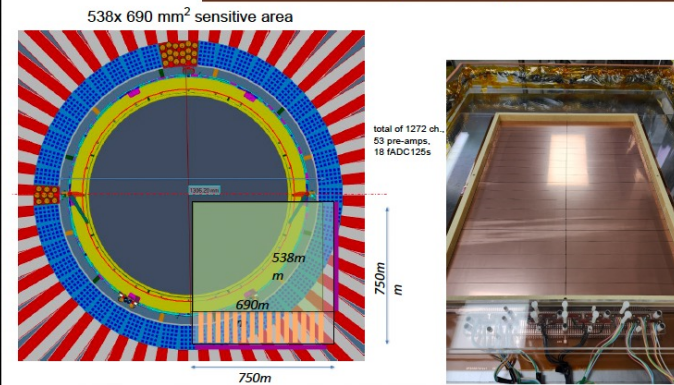 538x 690 mm² sensitive area
total of 1272 ch.,
53 pre-amps,
18 fADC125s
538m
m
690m
750m
m
750m